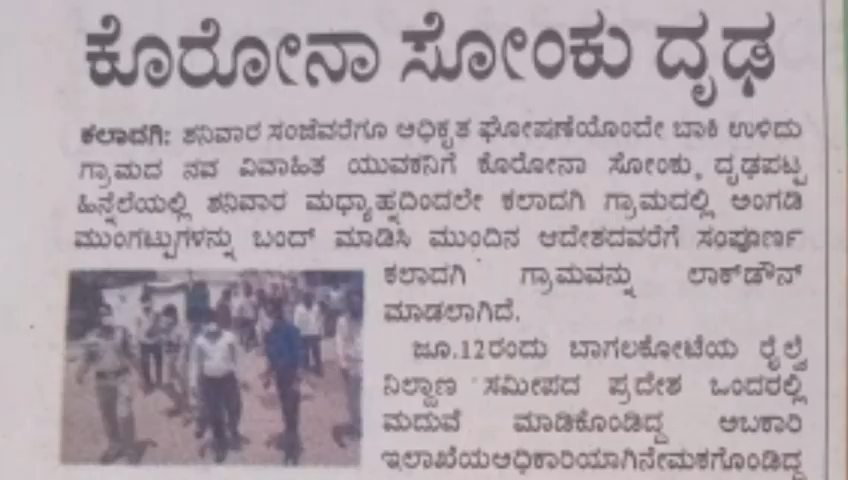 ಕೊರೋನಾ ಸೋಂಕು ದೃಢ
ಕಲಾದಗಿ: ಶನಿವಾರ ಸಂಜೆವರೆಗೂ ಅಧಿಕೃತ ಘೋಷಣೆಯೊಂದೇ ಬಾಕಿ ಉಳಿದು
ಗ್ರಾಮದ ನವ ವಿವಾಹಿತ ಯುವಕನಿಗೆ ಕೊರೋನಾ ಸೋಂಕು, ದೃಢಪಟ್ಟ
ಹಿನ್ನೆಲೆಯಲ್ಲಿ ಶನಿವಾರ ಮಧ್ಯಾಹ್ನದಿಂದಲೇ ಕಲಾದಗಿ ಗ್ರಾಮದಲ್ಲಿ ಅಂಗಡಿ
ಮುಂಗಟ್ಟುಗಳನ್ನು ಬಂದ್ ಮಾಡಿಸಿ ಮುಂದಿನ ಆದೇಶದವರೆಗೆ ಸಂಪೂರ್ಣ
ಕಲಾದಗಿ ಗ್ರಾಮವನ್ನು ಲಾಕ್‌ಡೌನ್
ಮಾಡಲಾಗಿದೆ.
ಜೂ.12ರಂದು ಬಾಗಲಕೋಟೆಯ ರೈಲ್ವೆ
ನಿಲ್ದಾಣ ಸಮೀಪದ ಪ್ರದೇಶ ಒಂದರಲ್ಲಿ
ಮದುವೆ ಮಾಡಿಕೊಂಡಿದ್ದ ಅಬಕಾರಿ
ಇಲಾಖೆಯಅಧಿಕಾರಿಯಾಗಿನೇಮಕಗೊಂಡಿದ್ದ